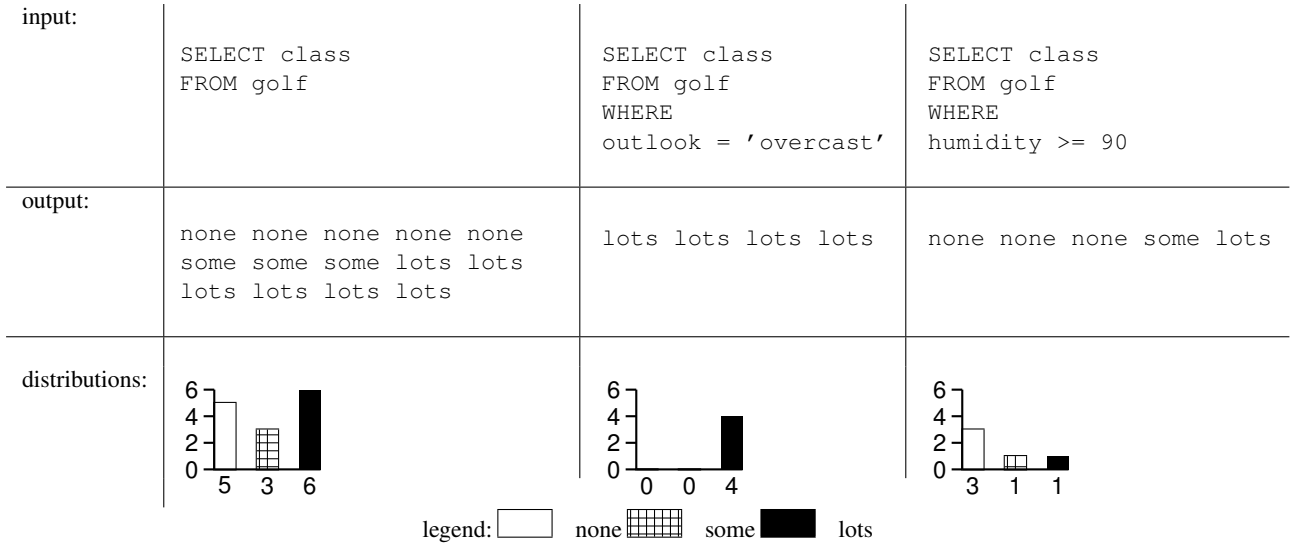 input:
SELECT class
FROM golf
SELECT class
FROM golf
WHERE
outlook = ’overcast’
SELECT class
FROM golf
WHERE
humidity >= 90
output:
none none none none none
some some some lots lots
lots lots lots lots
lots lots lots lots
none none none some lots
distributions:
6
4
2
0
5 3 6
6
4
2
0
0 0 4
6
4
2
0
3 1 1
legend: none some lots